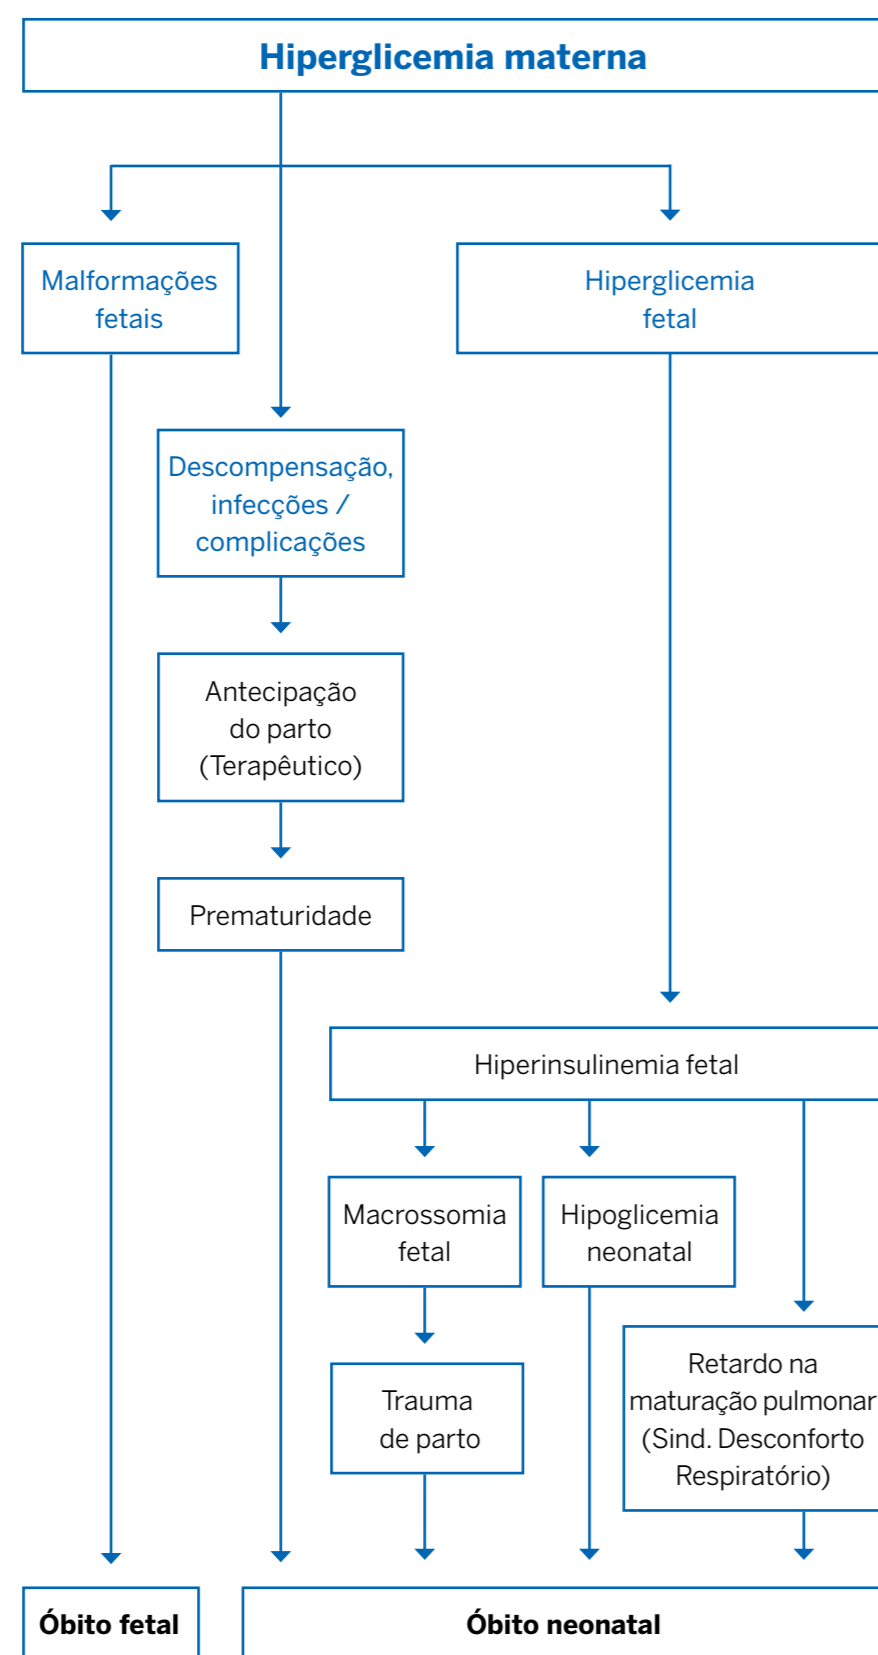 Hiperglicemia materna
Malformações
fetais
Hiperglicemia
fetal
Descompensação,
infecções /
complicações
Antecipação
do parto
(Terapêutico)
Prematuridade
Hiperinsulinemia fetal
Macrossomia
fetal
Hipoglicemia
neonatal
Trauma
de parto
Retardo na
maturação pulmonar
(Sind. Desconforto
Respiratório)
Óbito fetal
Óbito neonatal